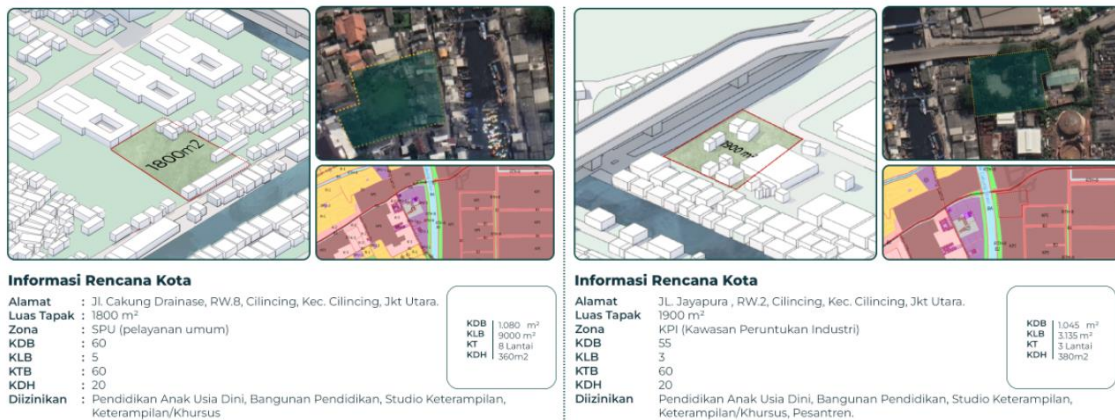 1800m2
1900 m²
Informasi Rencana Kota
Alamat : Jl. Cakung Drainase, RW.8, Cilincing, Kec. Cilincing, Jkt Utara.
Luas Tapak : 1800 m²
Zona : SPU (pelayanan umum)
KDB : 60
KLB : 5
KTB : 60
KDH : 20
Diizinikan : Pendidikan Anak Usia Dini, Bangunan Pendidikan, Studio Keterampilan,
Keterampilan/Khursus
KDB 1.080 m²
KLB 9000 m²
KT 8 Lantai
KDH 360m2
Informasi Rencana Kota
Alamat JL. Jayapura , RW.2, Cilincing, Kec. Cilincing, Jkt Utara.
Luas Tapak 1900 m²
Zona KPI (Kawasan Peruntukan Industri)
KDB 55
KLB 3
KTB 60
KDH 20
Diizinikan Pendidikan Anak Usia Dini, Bangunan Pendidikan, Studio Keterampilan,
Keterampilan/Khursus, Pesantren.
KDB 1.045 m²
KLB 3.135 m²
KT 3 Lantai
KDH 380m2